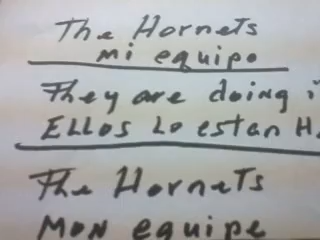 The Hornets
mi equipo
They are doing
Ellos Lo estan
The Hornets
Mon equipe